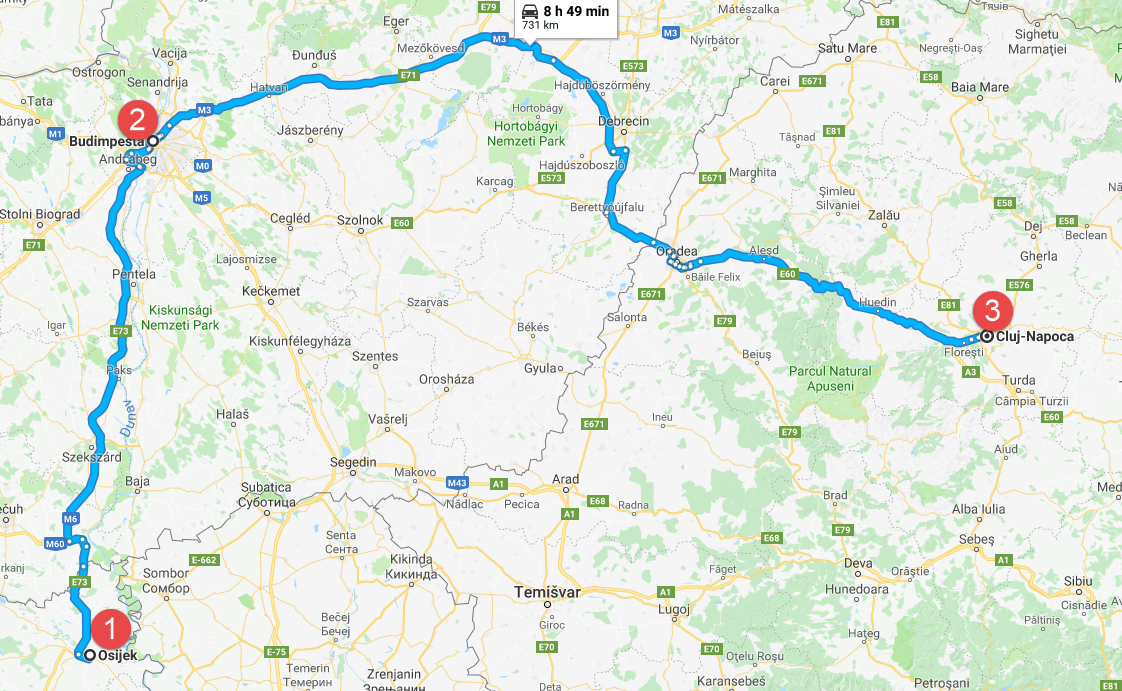 E79
8 h 49 min
731 km
Mátészalka
E81
Eger
Sighetu
Marmației
M3
M3
Nyírbátor
Satu Mare
Negrești-Oaș
Vacija
Đunđuš
Mezőkövesd
E573
Ostrogon
E71
Carei
E671
E58
Baia Mare
Senandrija
Hatvan
Hajdúböszörmény
Tata
M3
Hortobágy
2
M1
Jászberény
Hortobágyi
Nemzeti Park
Debrecin
Tășnad
E81
Budimpešta
Andzabeg
M0
Hajdúszoboszló
Marghita
E573
E671
Karcag
M5
Șimleu
Silvaniei
Stolni Biograd
Cegléd
Szolnok
E60
Berettyóújfalu
Zalău
E58
E58
Dej
Beclean
E71
Lajosmizse
Oradea
Aleșd
Gherla
Pentela
Băile Felix
E60
Kečkemet
Szarvas
E671
E576
Huedin
E81
3
Kiskunsági
Nemzeti Park
Salonta
E79
Igar
E73
Békés
Cluj-Napoca
Kiskunfélegyháza
Beiuș
Florești
Szentes
Gyula
Parcul Natural
Apuseni
Paks
Orosháza
A3
Turda
Câmpia Turzii
Dunav
Halaš
Vašrelj
Ineu
E671
E60
E79
Szekszárd
Aiud
Segedin
Makovo
Baja
M43
A1
Arad
Subatica
Суботица
Nădlac
Pecica
E68
Radna
Brad
Alba Iulia
M6
A1
E79
M60
Senta
Сента
E68
Sebeș
E-662
Kikinda
Кикинда
A1
Sombor
Сомбор
Făget
Deva
Orăștie
E73
Temišvar
A1
Hunedoara
Sibiu
Lugoj
Cisnădie
1
Bečej
Бечеј
Giroc
Păltiniș
Hațeg
Osijek
E-75
E70
E70
Oțelu Roșu
Temerin
Темерин
Zrenjanin
Зрењанин
Deta
Karansebeš
Petroșani
E81